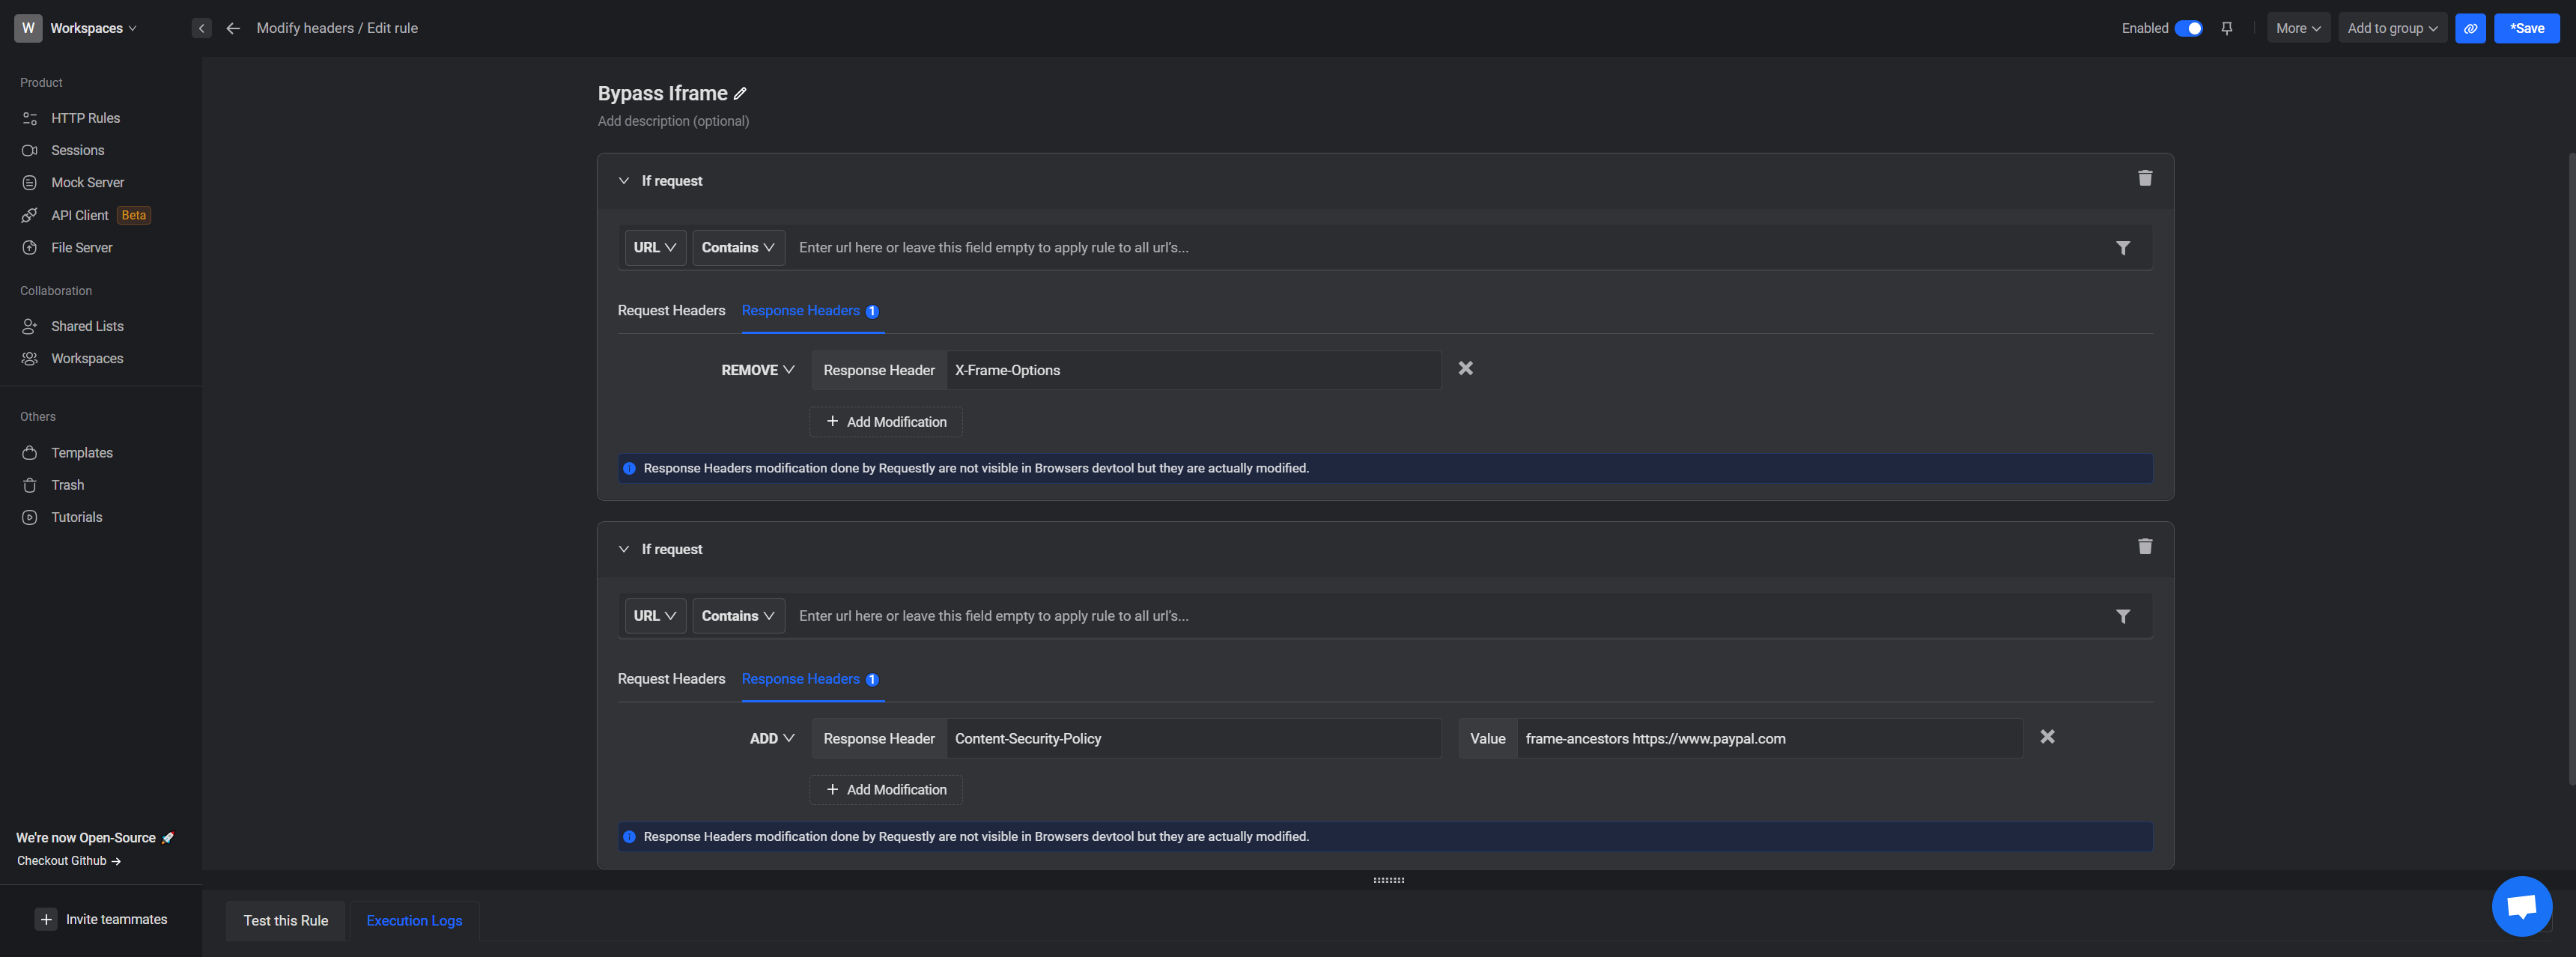 W Workspaces
Modify headers / Edit rule
Enabled
More
Add to group
*Save
Product
HTTP Rules
Sessions
Mock Server
API Client Beta
File Server
Collaboration
Shared Lists
Workspaces
Others
Templates
Trash
Tutorials
We're now Open-Source 🚀
Checkout Github →
+ Invite teammates
Bypass Iframe
Add description (optional)
If request
URL Contains Enter url here or leave this field empty to apply rule to all url's...
Request Headers Response Headers 1
REMOVE Response Header X-Frame-Options
+ Add Modification
Response Headers modification done by Requestly are not visible in Browsers devtool but they are actually modified.
If request
URL Contains Enter url here or leave this field empty to apply rule to all url's...
Request Headers Response Headers 1
ADD Response Header Content-Security-Policy Value frame-ancestors https://www.paypal.com
+ Add Modification
Response Headers modification done by Requestly are not visible in Browsers devtool but they are actually modified.
Test this Rule Execution Logs